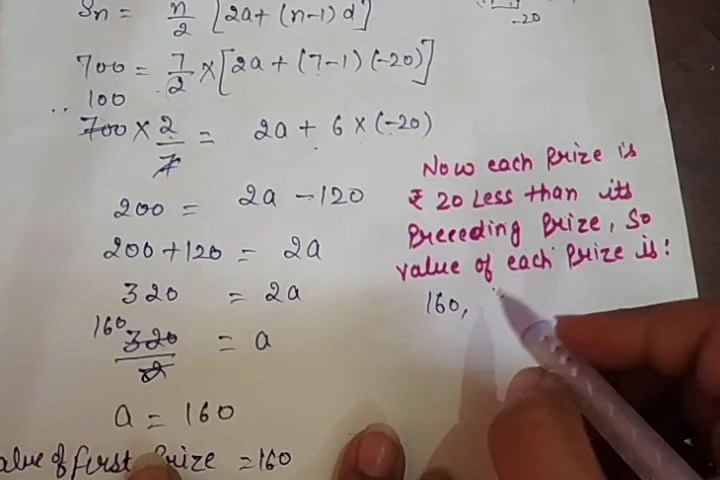 Sn = n/2 [2a + (n-1) d]
-20
700 = 7/2 × [2a + (7-1) (-20)]
100
700 × 2/7 = 2a + 6 × (-20)
200 = 2a - 120
200 + 120 = 2a
320 = 2a
160
320/2 = a
a = 160
value of first Prize = 160
Now each Prize is
₹ 20 Less than its
Preceding Prize, So
value of each Prize is:
160,